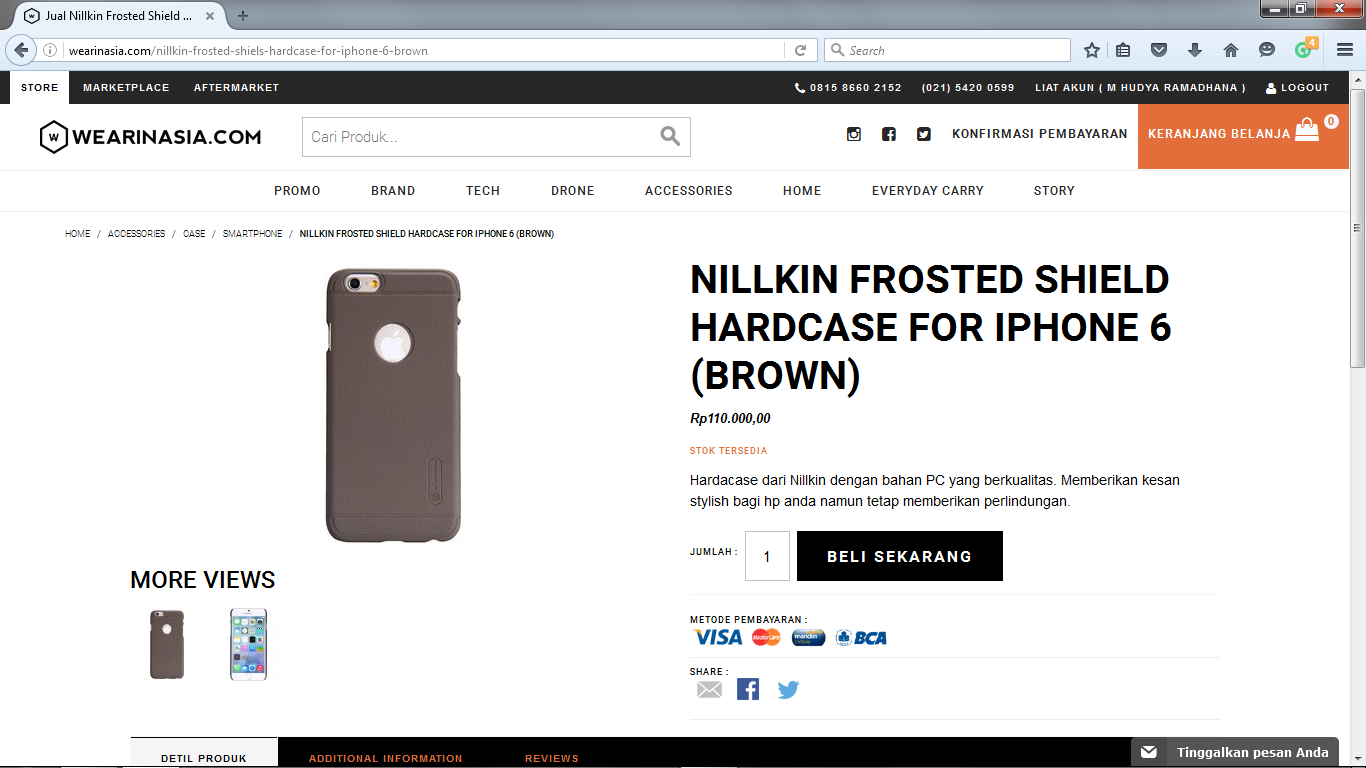 Jual Nillkin Frosted Shield ...
wearinasia.com/nillkin-frosted-shiels-hardcase-for-iphone-6-brown
Search
4
STORE
MARKETPLACE
AFTERMARKET
0815 8660 2152
(021) 5420 0599
LIAT AKUN ( M HUDYA RAMADHANA )
LOGOUT
W WEARINASIA.COM
Cari Produk...
KONFIRMASI PEMBAYARAN
KERANJANG BELANJA
0
PROMO
BRAND
TECH
DRONE
ACCESSORIES
HOME
EVERYDAY CARRY
STORY
HOME / ACCESSORIES / CASE / SMARTPHONE / NILLKIN FROSTED SHIELD HARDCASE FOR IPHONE 6 (BROWN)
NILLKIN FROSTED SHIELD
HARDCASE FOR IPHONE 6
(BROWN)
Rp110.000,00
STOK TERSEDIA
Hardacase dari Nillkin dengan bahan PC yang berkualitas. Memberikan kesan
stylish bagi hp anda namun tetap memberikan perlindungan.
JUMLAH :
1
BELI SEKARANG
MORE VIEWS
METODE PEMBAYARAN :
VISA
MasterCard
mandiri
BCA
SHARE :
DETIL PRODUK
ADDITIONAL INFORMATION
REVIEWS
Tinggalkan pesan Anda